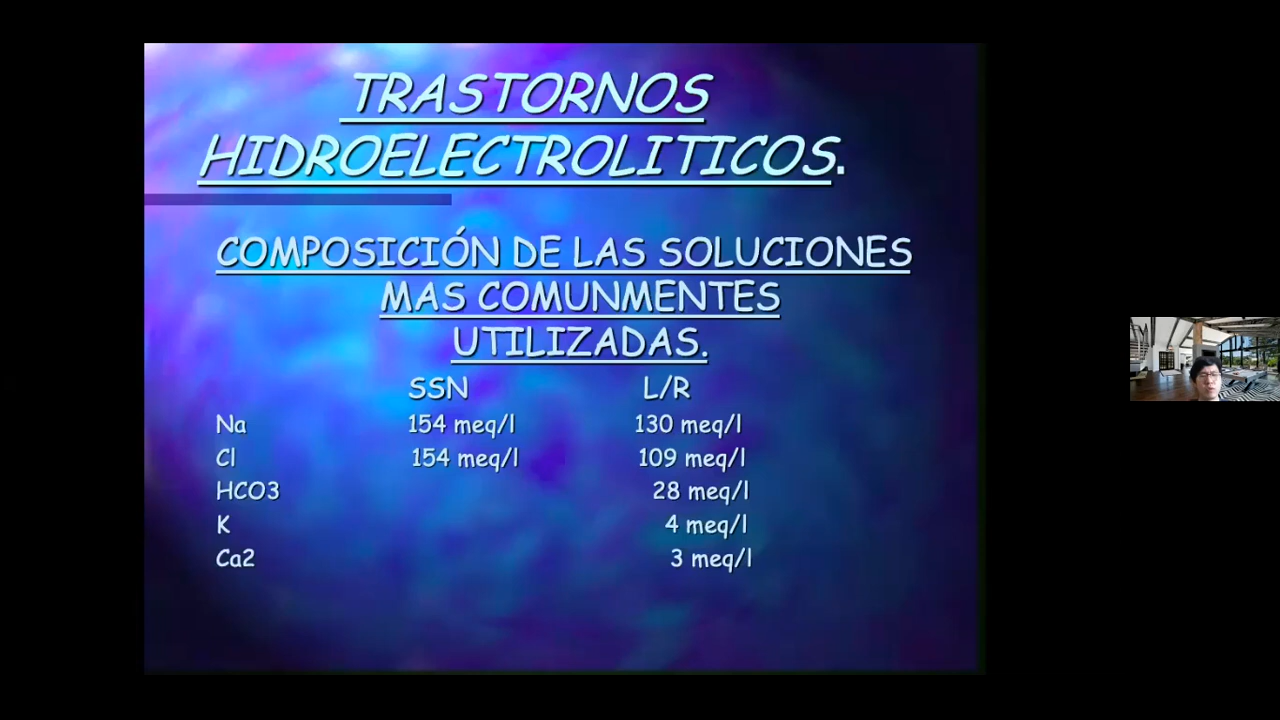 TRASTORNOS
HIDROELECTROLITICOS.
COMPOSICIÓN DE LAS SOLUCIONES
MAS COMUNMENTES
UTILIZADAS.
SSN L/R
Na 154 meq/l 130 meq/l
Cl 154 meq/l 109 meq/l
HCO3 28 meq/l
K 4 meq/l
Ca2 3 meq/l